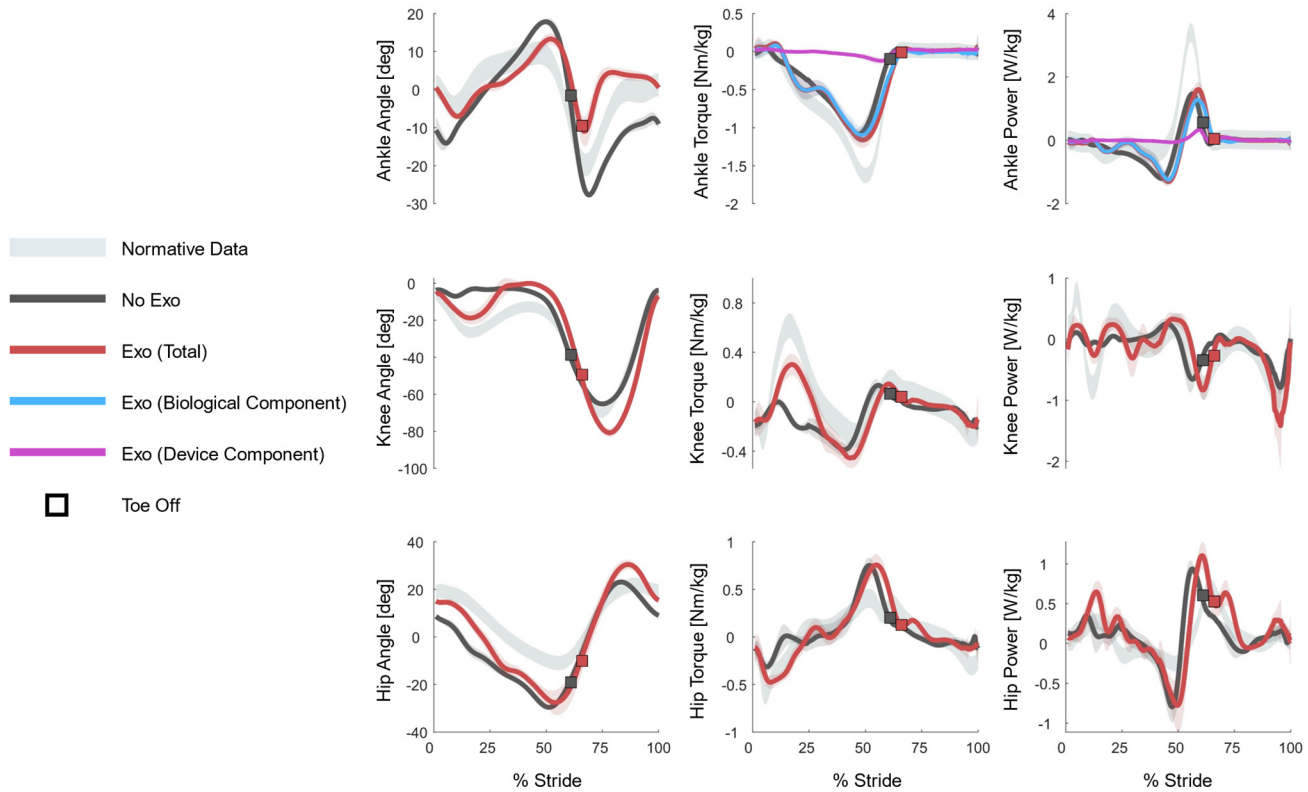 Normative Data
No Exo
Exo (Total)
Exo (Biological Component)
Exo (Device Component)
Toe Off
Ankle Angle [deg]
20
10
0
-10
-20
-30
Ankle Torque [Nm/kg]
0.5
0
-0.5
-1
-1.5
-2
Ankle Power [W/kg]
4
2
0
-2
Knee Angle [deg]
0
-20
-40
-60
-80
-100
Knee Torque [Nm/kg]
0.8
0.4
0
-0.4
Knee Power [W/kg]
1
0
-1
-2
Hip Angle [deg]
40
20
0
-20
-40
0 25 50 75 100
% Stride
Hip Torque [Nm/kg]
1
0.5
0
-0.5
-1
0 25 50 75 100
% Stride
Hip Power [W/kg]
1
0.5
0
-0.5
-1
0 25 50 75 100
% Stride